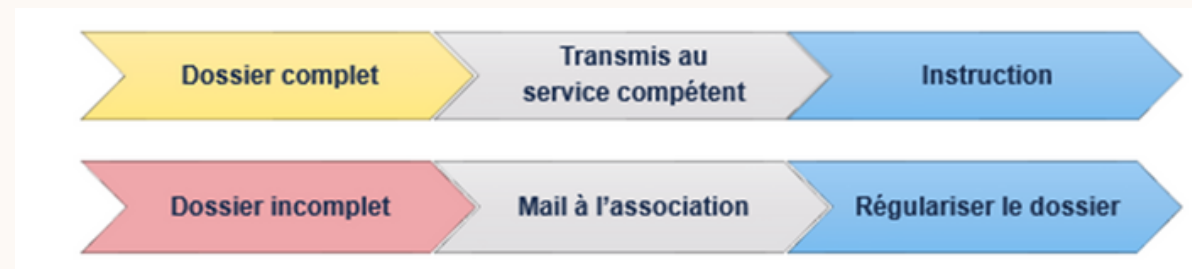 Dossier complet
Transmis au
service compétent
Instruction
Dossier incomplet
Mail à l'association
Régulariser le dossier